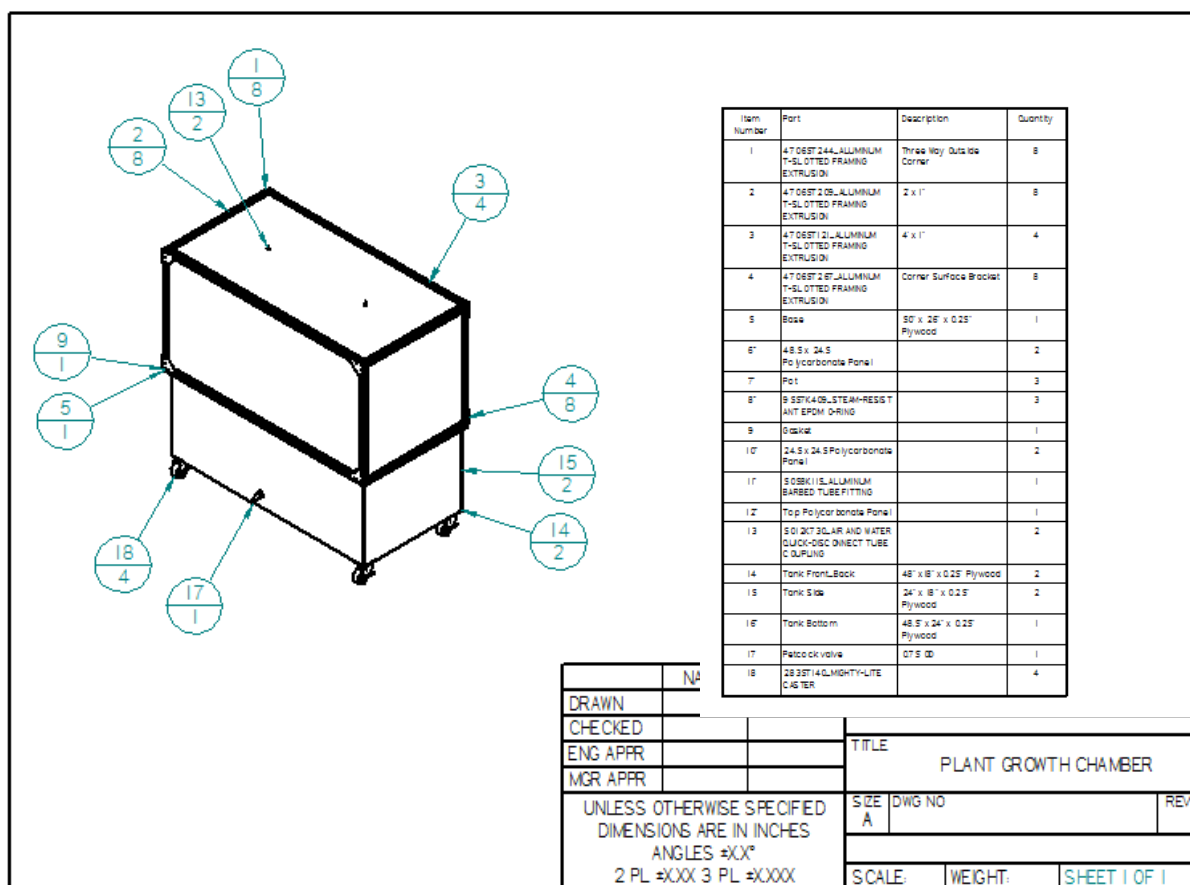 1
8
13
2
2
8
3
4
9
1
5
1
4
8
15
2
14
2
18
4
17
1
Item Number Part Description Quantity
1 47065T244_ALUMINUM T-SLOTTED FRAMING EXTRUSION Three Way Outside Corner 8
2 47065T209_ALUMINUM T-SLOTTED FRAMING EXTRUSION 2' x 1" 8
3 47065T121_ALUMINUM T-SLOTTED FRAMING EXTRUSION 4' x 1" 4
4 47065T267_ALUMINUM T-SLOTTED FRAMING EXTRUSION Corner Surface Bracket 8
5 Base 50" x 26" x 0.25" Plywood 1
6* 48.5 x 24.5 Polycarbonate Panel 2
7* Pot 3
8* 9557K409_STEAM-RESISTANT EPDM O-RING 3
9 Gasket 1
10* 24.5 x 24.5 Polycarbonate Panel 2
11* 5058K115_ALUMINUM BARBED TUBE FITTING 1
12* Top Polycarbonate Panel 1
13 5012K730_AIR AND WATER QUICK-DISCONNECT TUBE COUPLING 2
14 Tank Front_Back 48" x 18" x 0.25" Plywood 2
15 Tank Side 24" x 18" x 0.25" Plywood 2
16* Tank Bottom 48.5" x 24" x 0.25" Plywood 1
17 Petcock valve 0.75 OD 1
18 2835T140_MIGHTY-LITE CASTER 4
NA
DRAWN
CHECKED
ENG APPR
MGR APPR
UNLESS OTHERWISE SPECIFIED
DIMENSIONS ARE IN INCHES
ANGLES ±X.X°
2 PL ±X.XX 3 PL ±X.XXX
TITLE
PLANT GROWTH CHAMBER
SIZE DWG NO REV
A
SCALE: WEIGHT: SHEET 1 OF 1